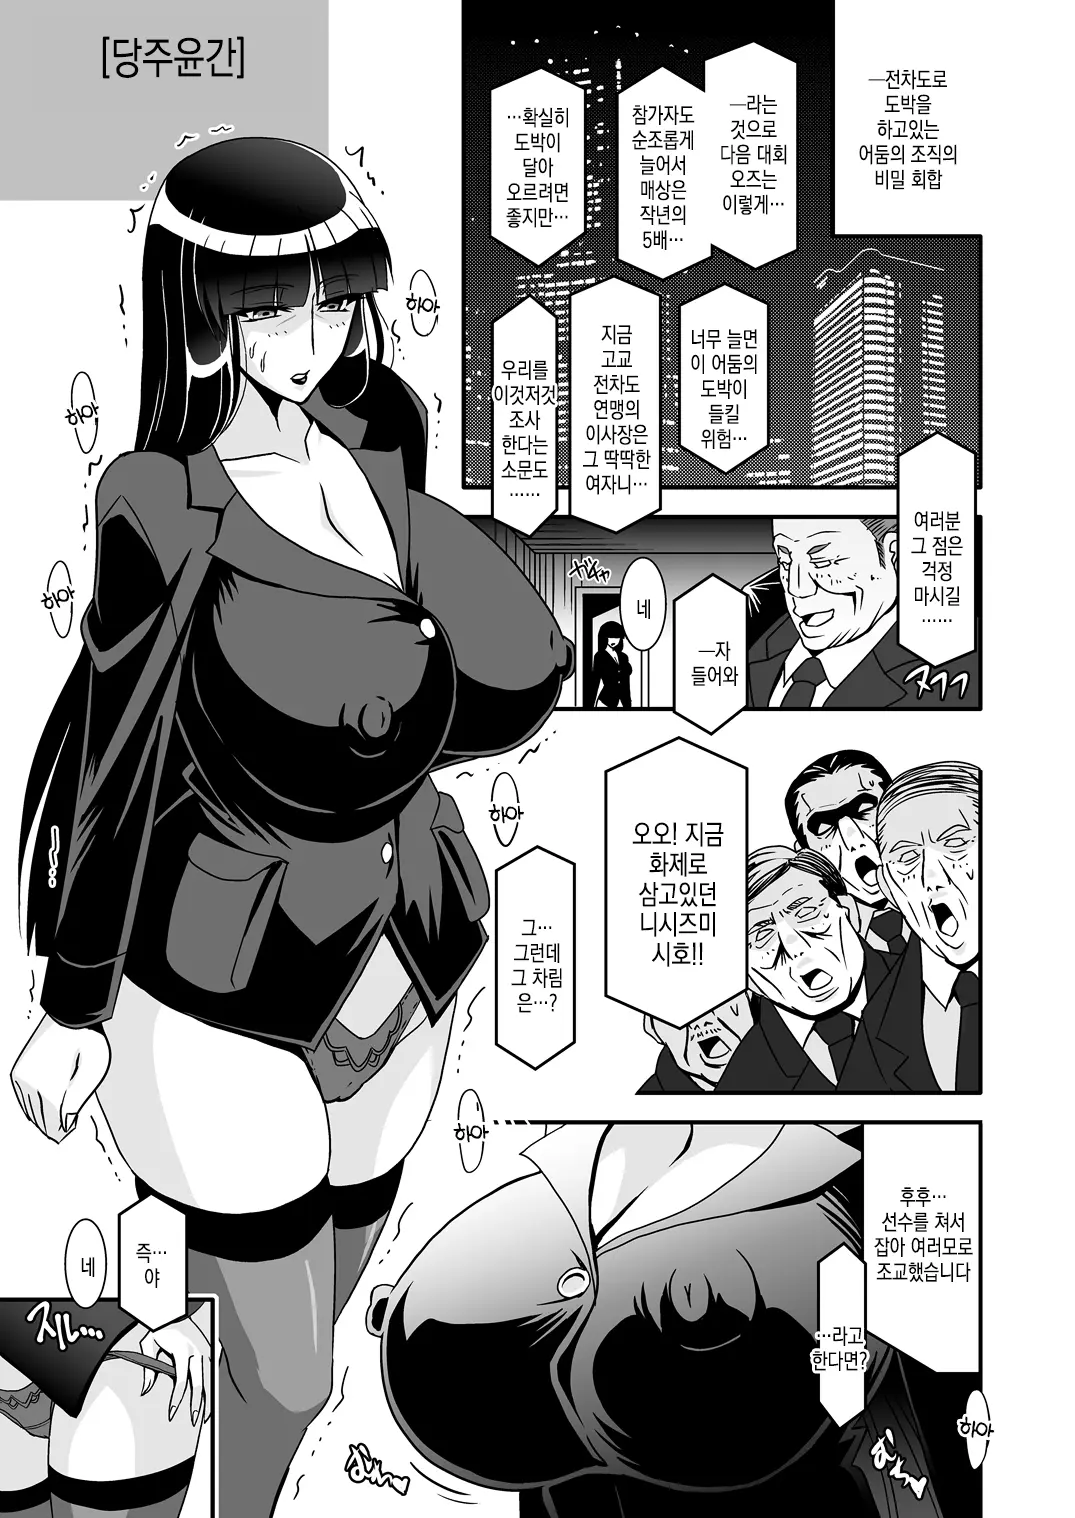 [당주윤간]
─전차도로
도박을
하고있는
어둠의 조직의
비밀 회합
─라는
것으로
다음 대회
오즈는
이렇게…
참가자도
순조롭게
늘어서
매상은
작년의
5배…
…확실히
도박이
달아
오르려면
좋지만…
너무 늘면
이 어둠의
도박이
들킬
위험…
지금
고교
전차도
연맹의
이사장은
그 딱딱한
여자니…
우리를
이것저것
조사
한다는
소문도
……
여러분
그 점은
걱정
마시길
……
ヌフフ
─자
들어와
네
ガチャ
오오! 지금
화제로
삼고있던
니시즈미
시호!!
그…
그런데
그 차림
은…?
하아
하아
하아
하아
하아
후후…
선수를 쳐서
잡아 여러모로
조교했습니다
…라고
한다면?
하아
즉…
야
네
ズル…